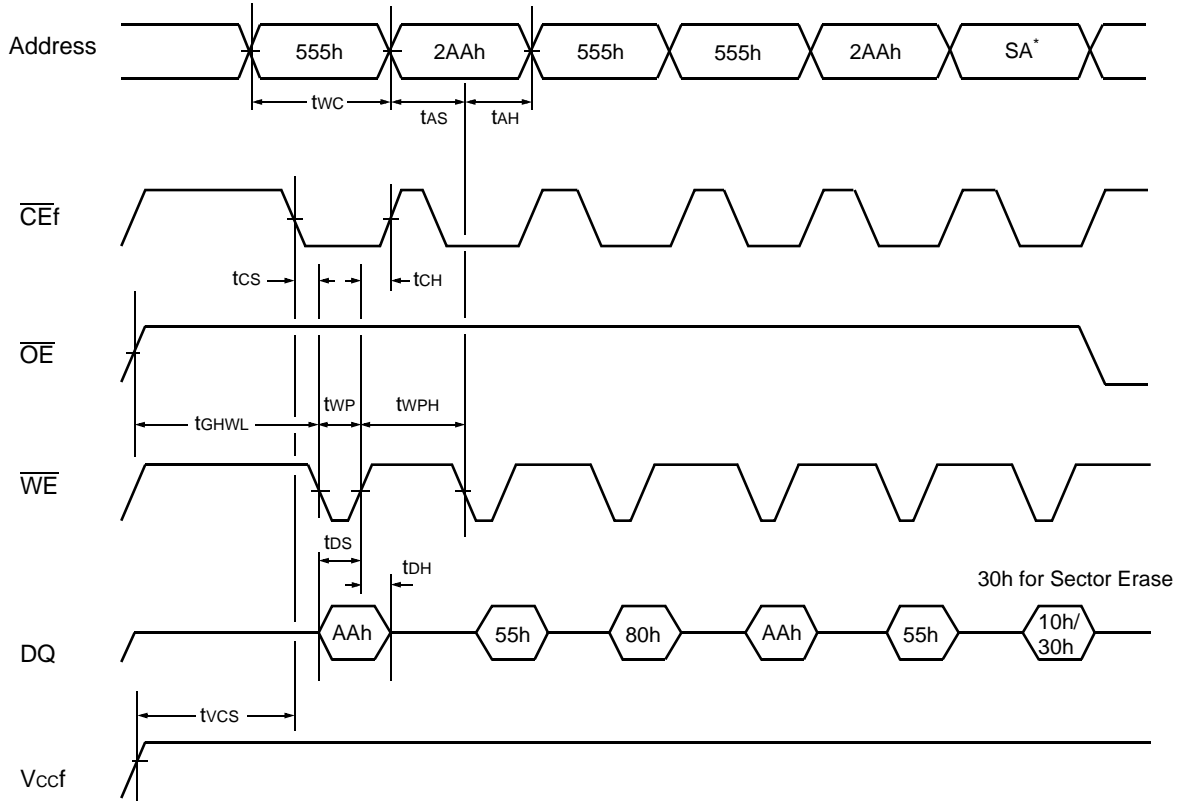 Address
555h 2AAh 555h 555h 2AAh SA*
tWC tAS tAH
CEf
tCS tCH
OE
tGHWL tWP tWPH
WE
tDS
tDH
30h for Sector Erase
DQ
AAh 55h 80h AAh 55h 10h/
30h
tVCS
VCCf